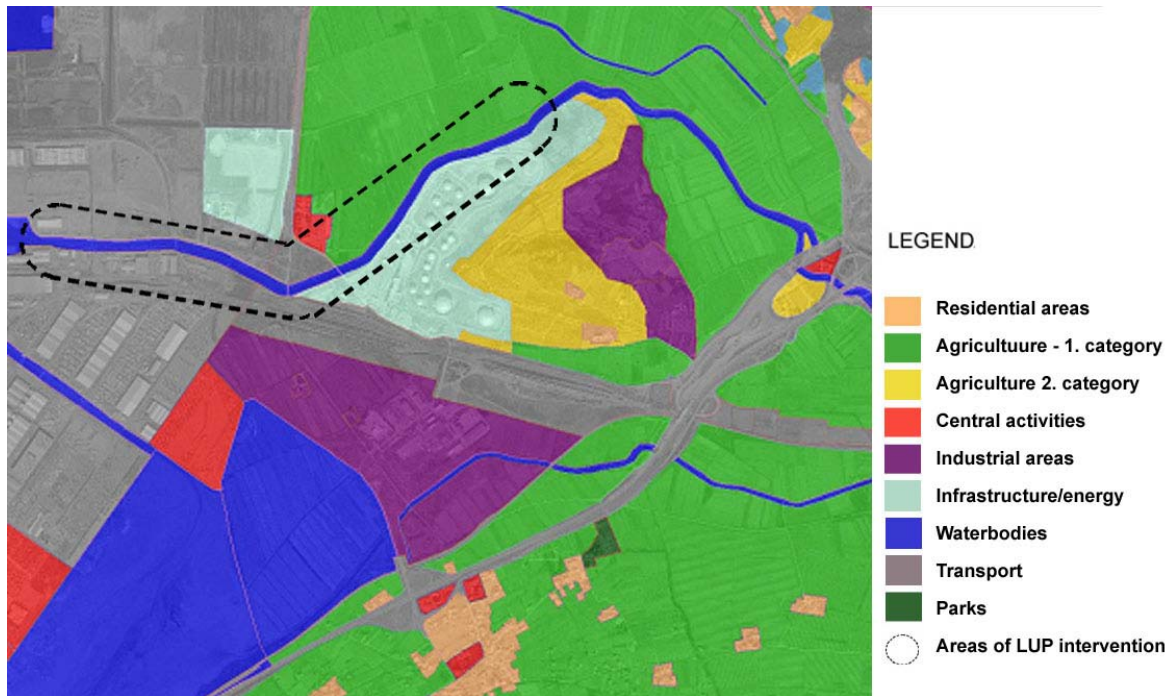 LEGEND
Residential areas
Agricultuure - 1. category
Agriculture 2. category
Central activities
Industrial areas
Infrastructure/energy
Waterbodies
Transport
Parks
Areas of LUP intervention